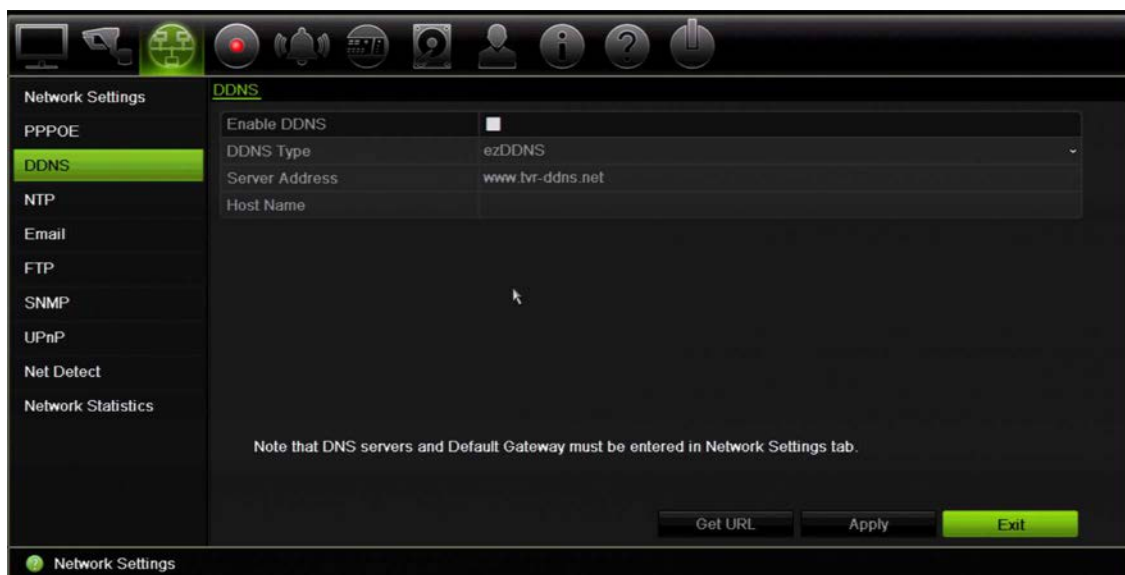 Network Settings
PPPOE
DDNS
NTP
Email
FTP
SNMP
UPnP
Net Detect
Network Statistics
DDNS
Enable DDNS
DDNS Type ezDDNS
Server Address www.tvr-ddns.net
Host Name
Note that DNS servers and Default Gateway must be entered in Network Settings tab.
Get URL Apply Exit
Network Settings